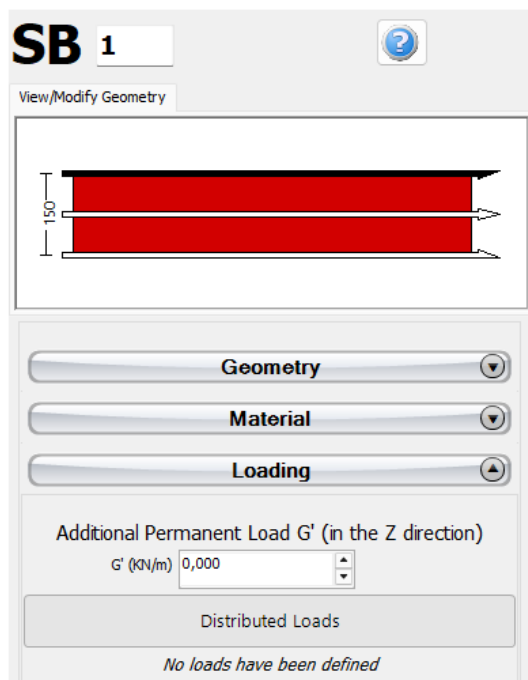 SB 1
View/Modify Geometry
150
Geometry
Material
Loading
Additional Permanent Load G' (in the Z direction)
G' (KN/m) 0,000
Distributed Loads
No loads have been defined